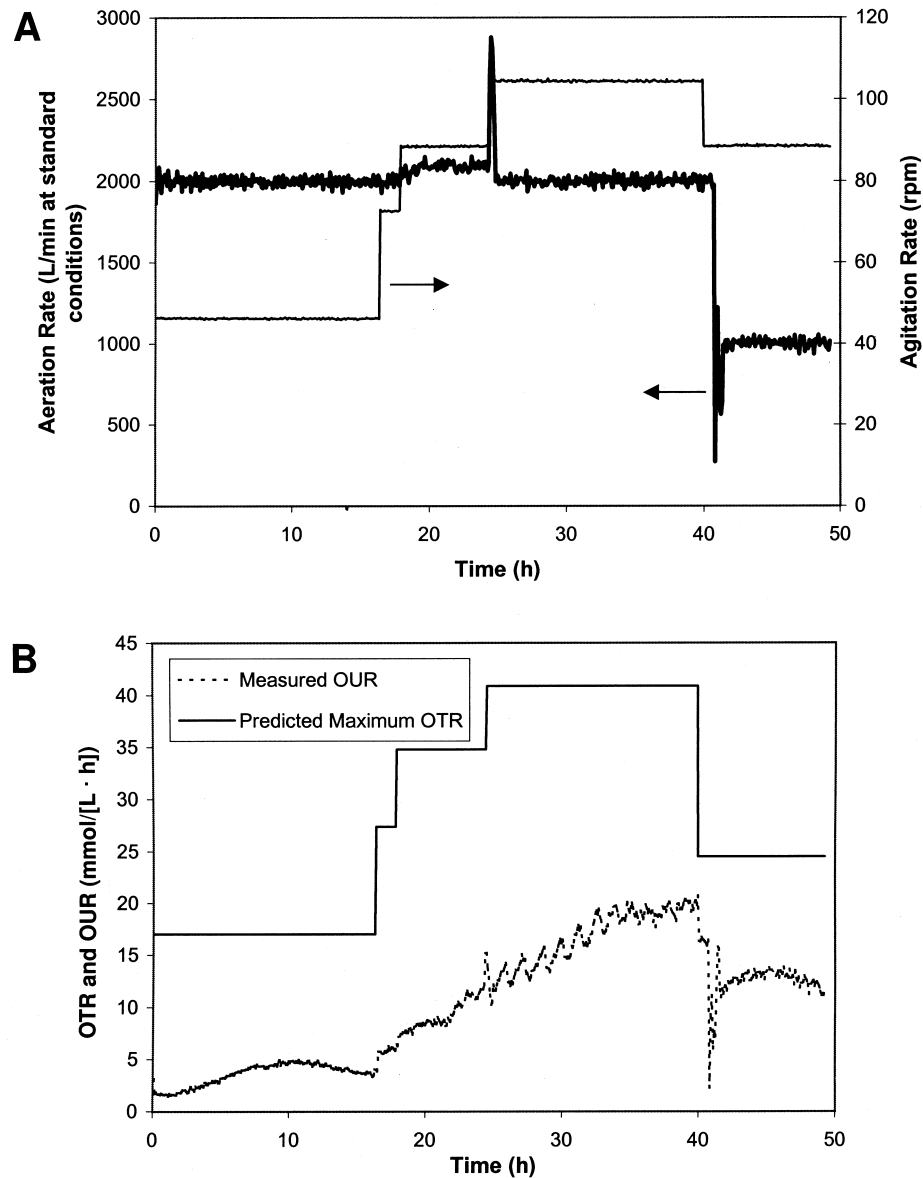 A
3000
2500
2000
1500
1000
500
0
Aeration Rate (L/min at standard
conditions)
120
100
80
60
40
20
0
Agitation Rate (rpm)
0 10 20 30 40 50
Time (h)
B
45
40
35
30
25
20
15
10
5
0
OTR and OUR (mmol/[L · h])
Measured OUR
Predicted Maximum OTR
0 10 20 30 40 50
Time (h)